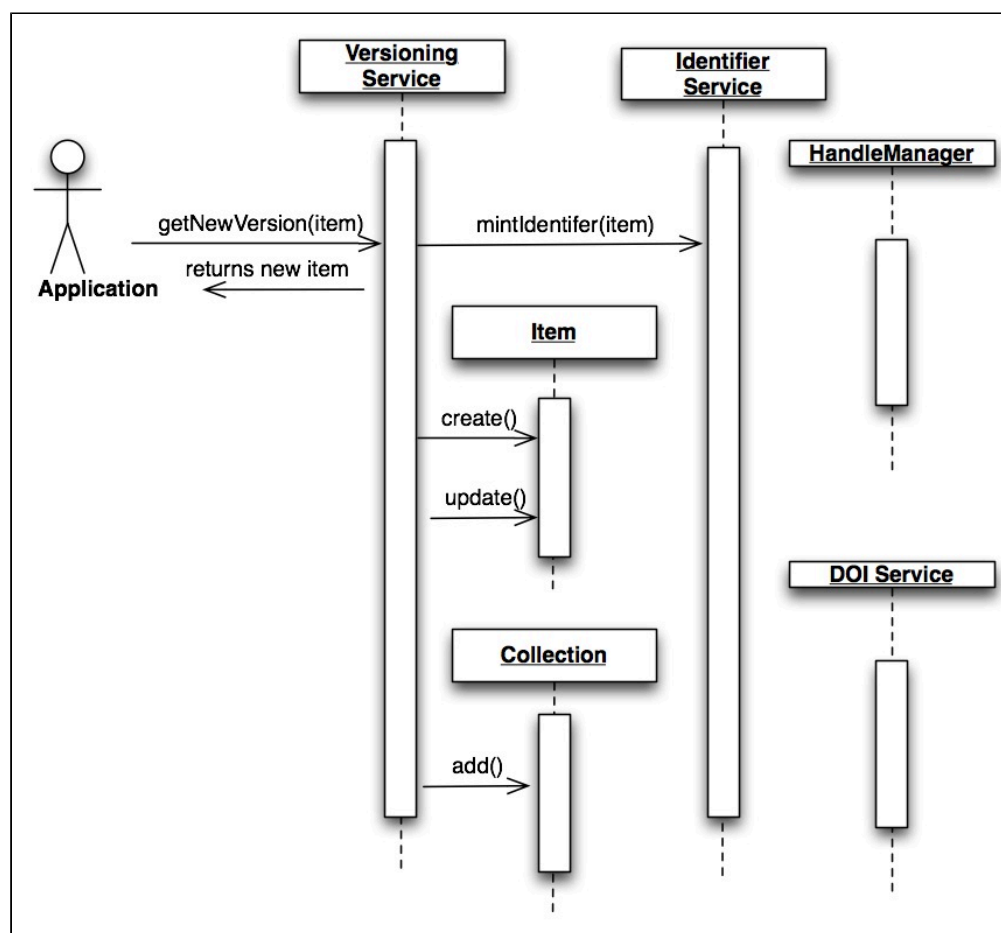 Versioning
Service
Identifier
Service
HandleManager
getNewVersion(item)
mintIdentifer(item)
returns new item
Application
Item
create()
update()
DOI Service
Collection
add()